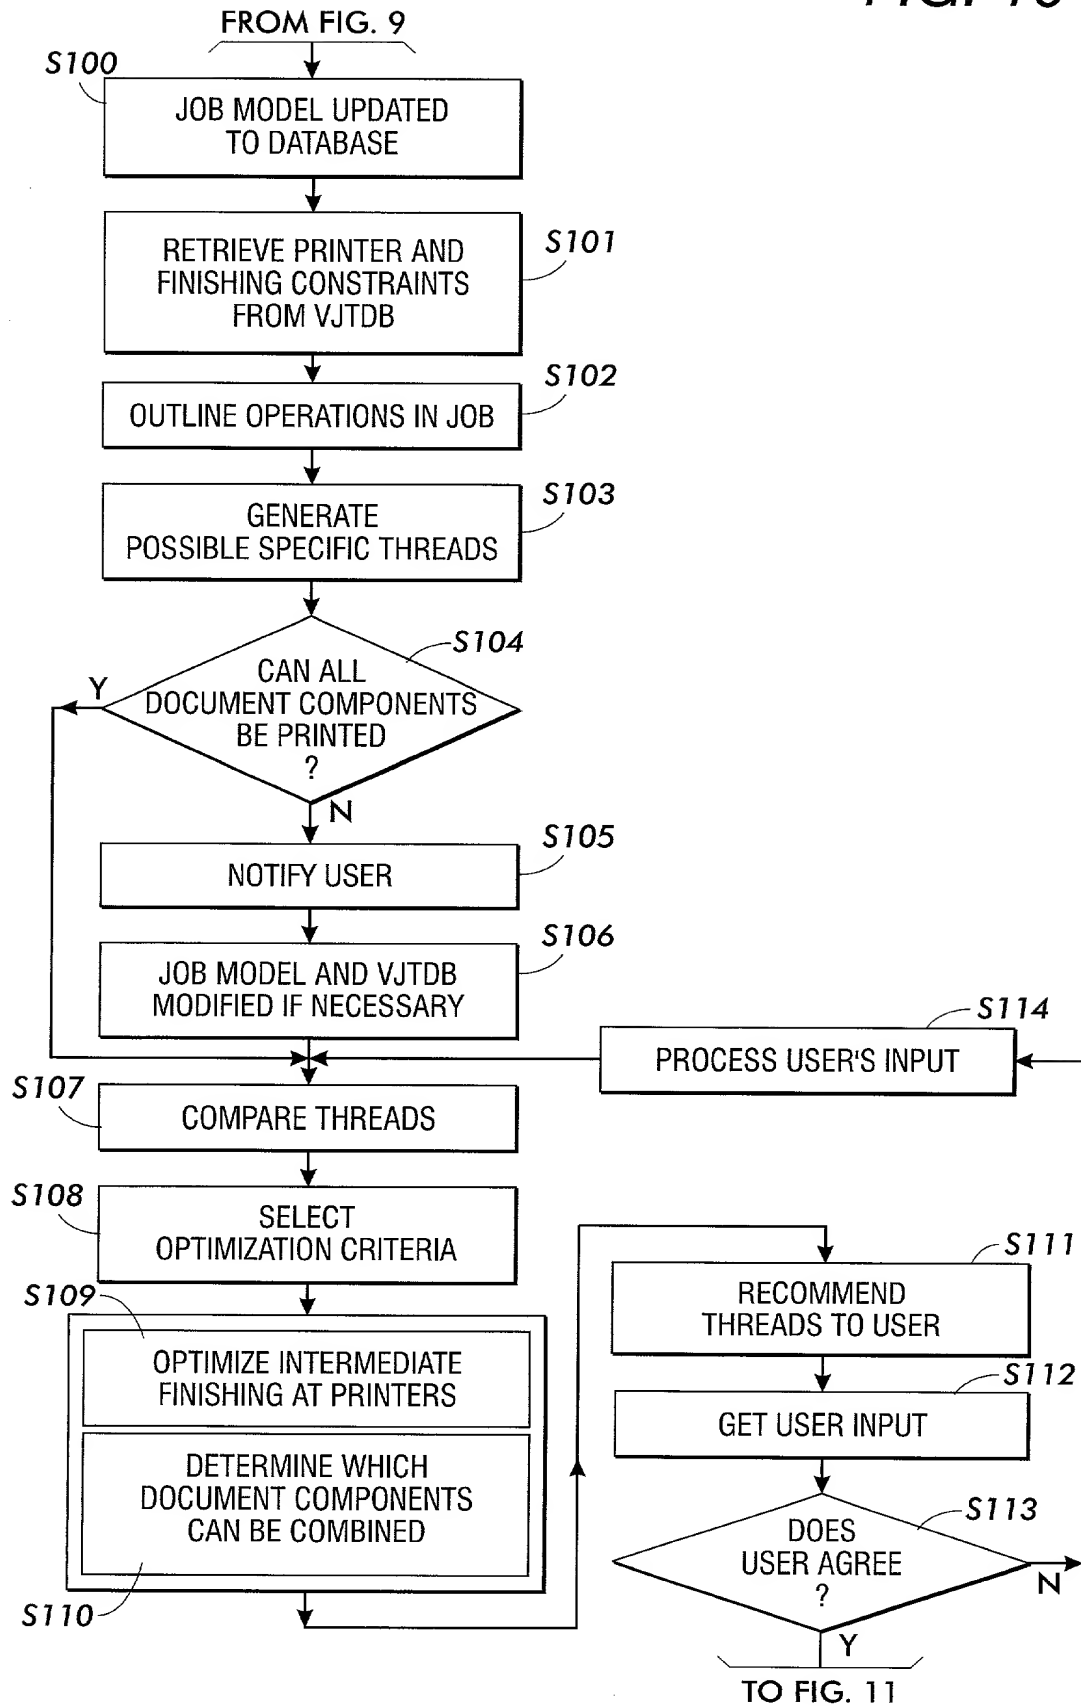 FROM FIG. 9
S100
JOB MODEL UPDATED
TO DATABASE
S101
RETRIEVE PRINTER AND
FINISHING CONSTRAINTS
FROM VJTDB
S102
OUTLINE OPERATIONS IN JOB
S103
GENERATE
POSSIBLE SPECIFIC THREADS
S104
CAN ALL
DOCUMENT COMPONENTS
BE PRINTED
?
Y
N
S105
NOTIFY USER
S106
JOB MODEL AND VJTDB
MODIFIED IF NECESSARY
S114
PROCESS USER'S INPUT
S107
COMPARE THREADS
S108
SELECT
OPTIMIZATION CRITERIA
S109
OPTIMIZE INTERMEDIATE
FINISHING AT PRINTERS
DETERMINE WHICH
DOCUMENT COMPONENTS
CAN BE COMBINED
S110
S111
RECOMMEND
THREADS TO USER
S112
GET USER INPUT
S113
DOES
USER AGREE
?
N
Y
TO FIG. 11